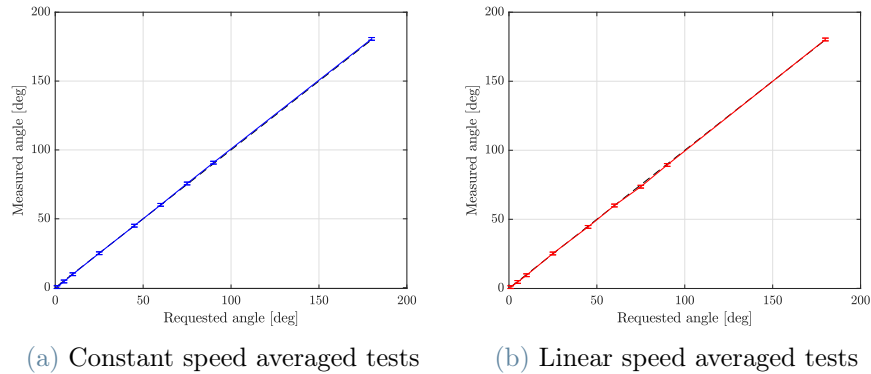 200
150
100
50
0
Measured angle [deg]
0 50 100 150 200
Requested angle [deg]
(a) Constant speed averaged tests
200
150
100
50
0
Measured angle [deg]
0 50 100 150 200
Requested angle [deg]
(b) Linear speed averaged tests